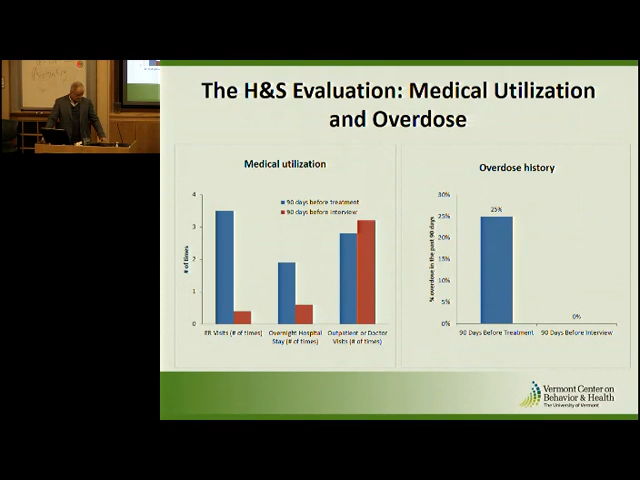 The H&S Evaluation: Medical Utilization
and Overdose
Medical utilization
90 days before treatment
90 days before interview
# of times
4
3
2
1
0
ER Visits (# of times)
Overnight Hospital
Stay (# of times)
Outpatient or Doctor
Visits (# of times)
Overdose history
% overdose in the past 90 days
30%
25%
20%
15%
10%
5%
0%
25%
0%
90 Days Before Treatment
90 Days Before Interview
Vermont Center on
Behavior & Health
The University of Vermont